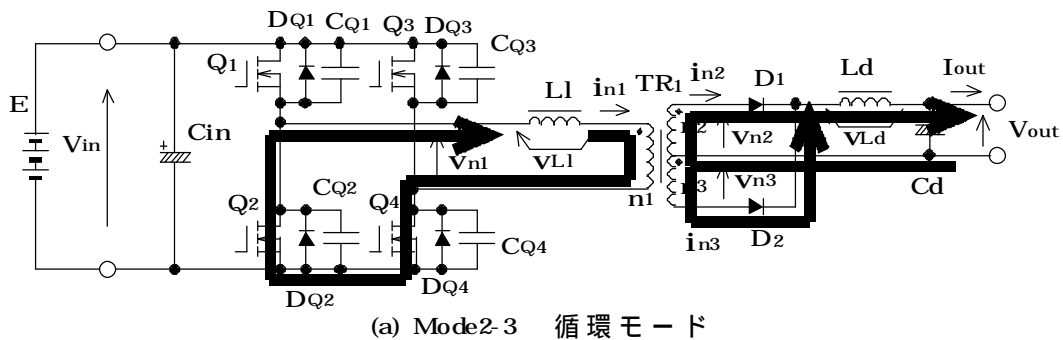 DQ1 CQ1 Q3 DQ3
CQ3
Q1
E
Vin
+
Cin
Ll
in1
TR1
in2
D1
Ld
Iout
vn1
vLl
n1
vn2
vLd
Vout
vn3
Cd
n3
in3
D2
Q2
CQ2
Q4
CQ4
DQ2
DQ4
(a) Mode2-3 循環モード